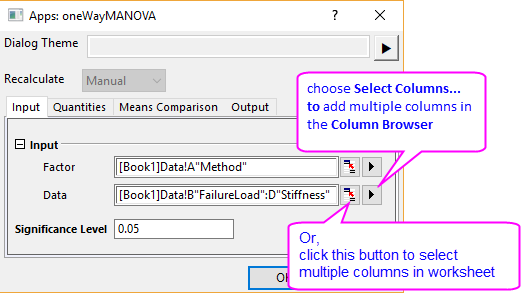 Apps: oneWayMANOVA
Dialog Theme
Recalculate
Manual
Input
Quantities
Means Comparison
Output
Input
Factor
[Book1]Data!A"Method"
Data
[Book1]Data!B"FailureLoad":D"Stiffness"
Significance Level
0.05
choose Select Columns...
to add multiple columns in
the Column Browser
Or,
click this button to select
multiple columns in worksheet